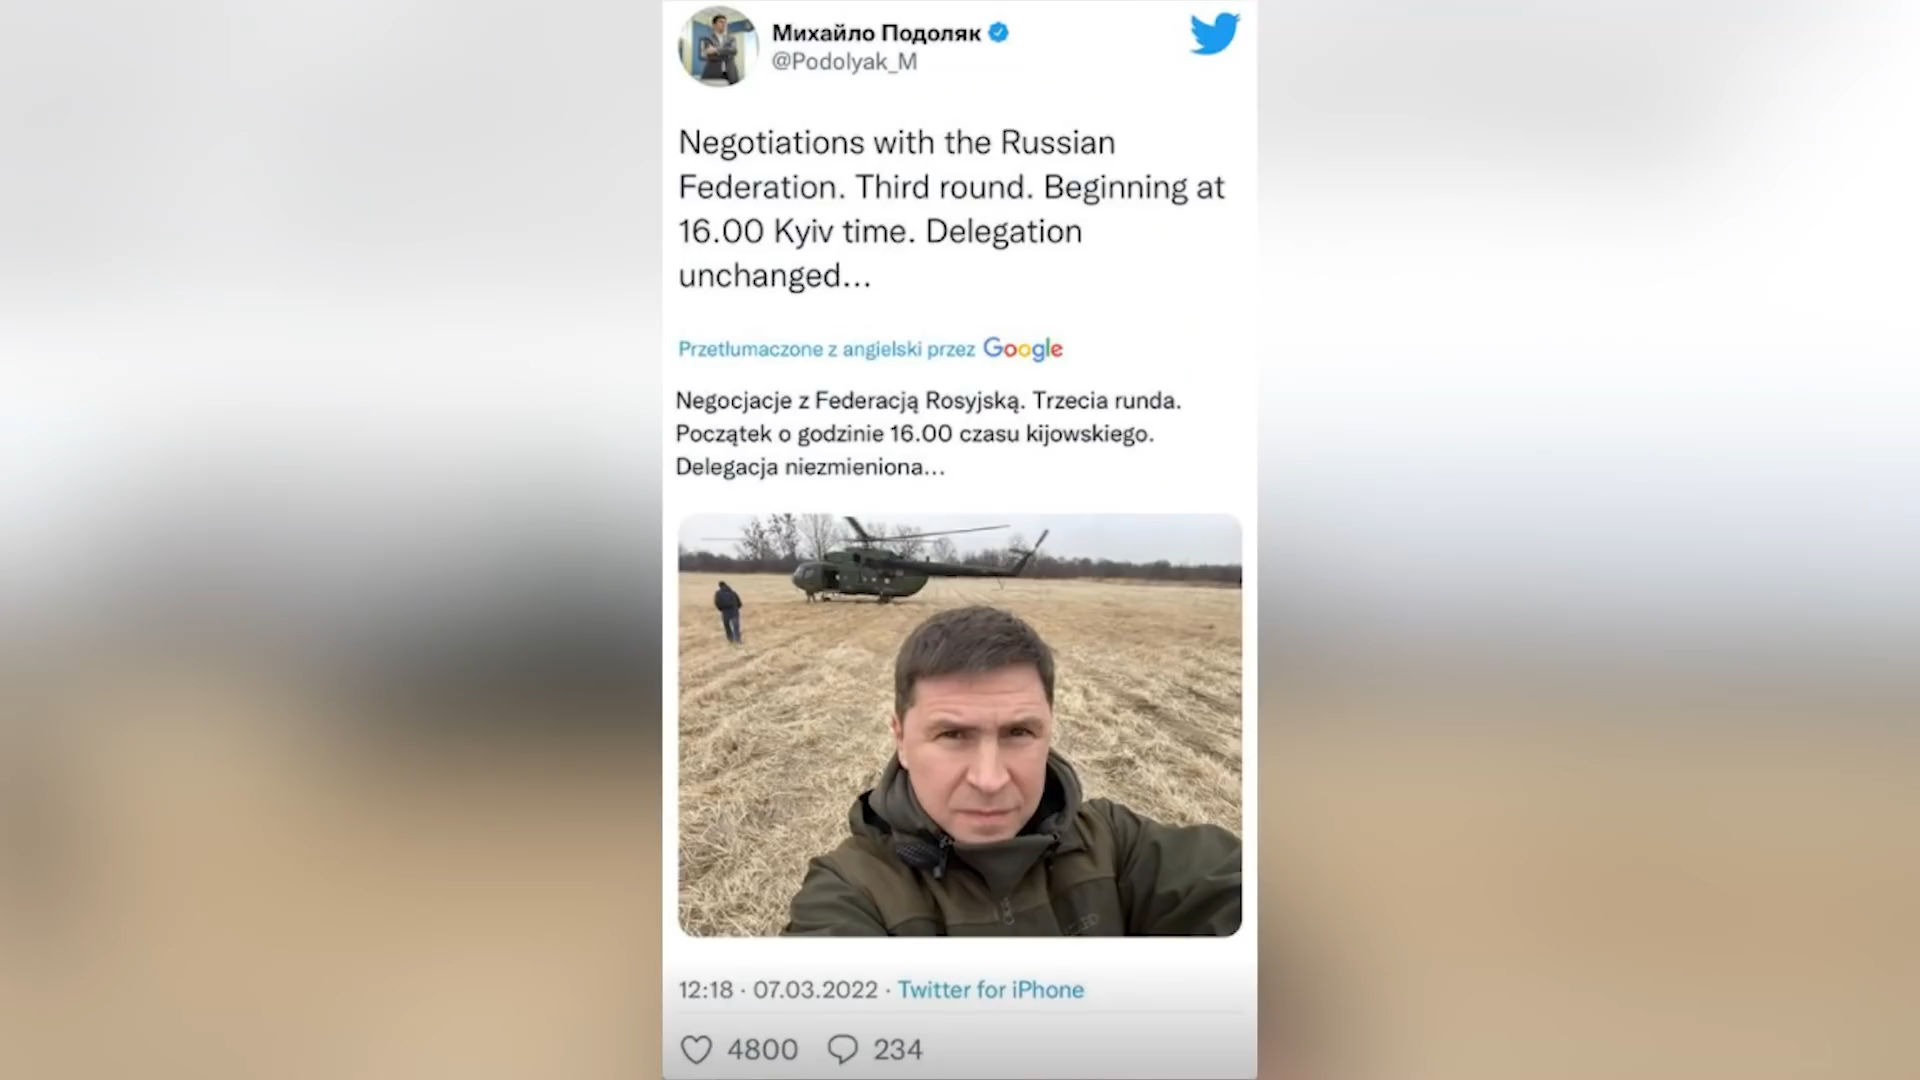 Михайло Подоляк
@Podolyak_M
Negotiations with the Russian
Federation. Third round. Beginning at
16.00 Kyiv time. Delegation
unchanged...
Przetłumaczone z angielski przez Google
Negocjacje z Federacją Rosyjską. Trzecia runda.
Początek o godzinie 16.00 czasu kijowskiego.
Delegacja niezmieniona...
12:18 · 07.03.2022 · Twitter for iPhone
4800 234